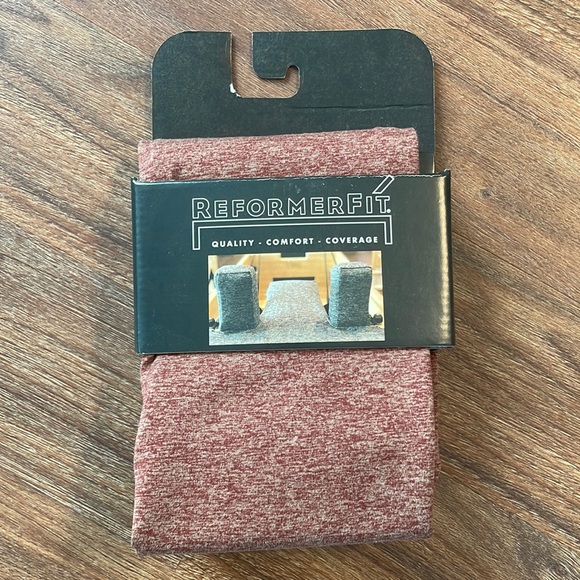 REFORMERFIT®
QUALITY - COMFORT - COVERAGE